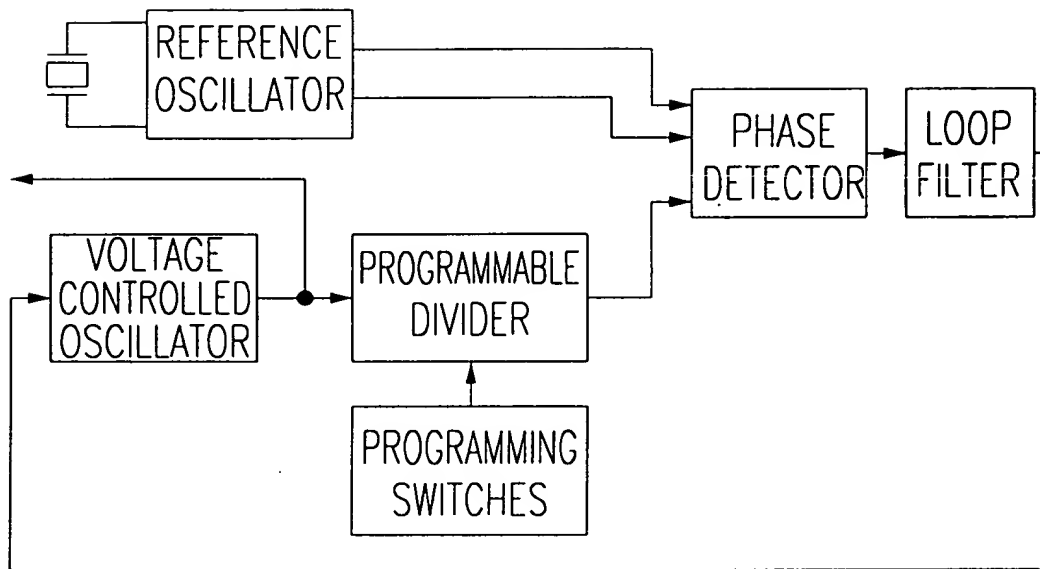 REFERENCE
OSCILLATOR
PHASE
DETECTOR
LOOP
FILTER
VOLTAGE
CONTROLLED
OSCILLATOR
PROGRAMMABLE
DIVIDER
PROGRAMMING
SWITCHES